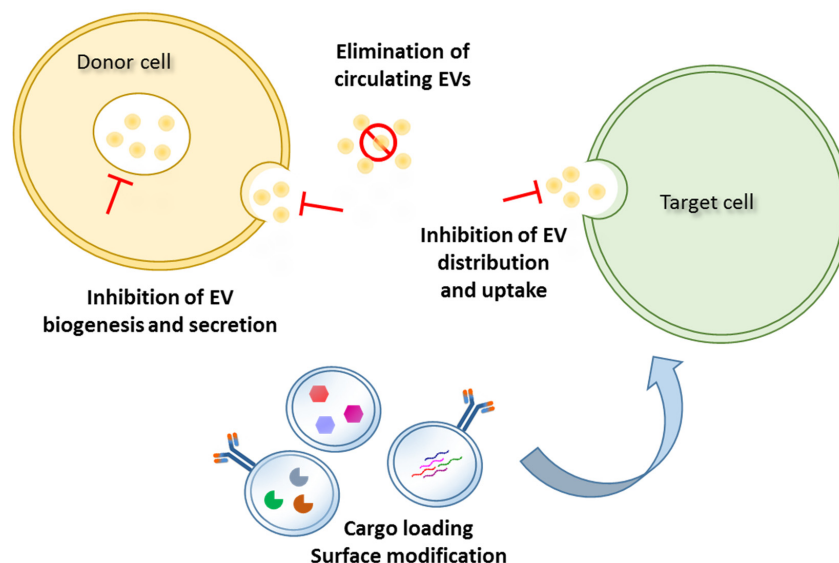 Donor cell
Elimination of
circulating EVs
Target cell
Inhibition of EV
distribution
and uptake
Inhibition of EV
biogenesis and secretion
Cargo loading
Surface modification